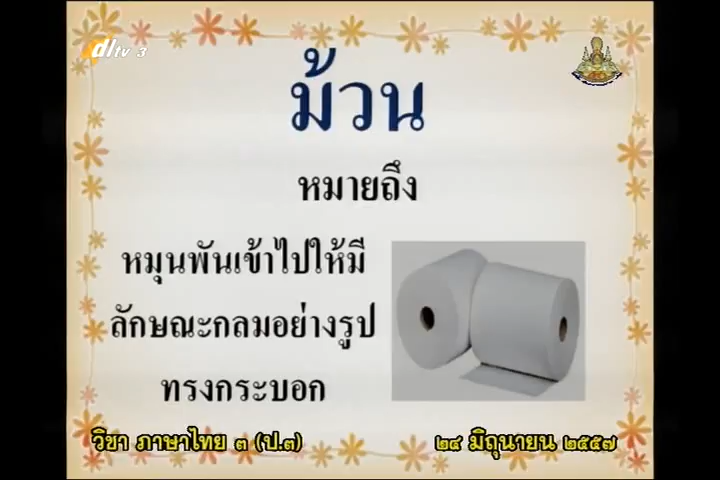 dltv 3
ม้วน
หมายถึง
หมุนพันเข้าไปให้มี
ลักษณะกลมอย่างรูป
ทรงกระบอก
วิชา ภาษาไทย ๓ (ป.๓)
๒๔ มิถุนายน ๒๕๕๗